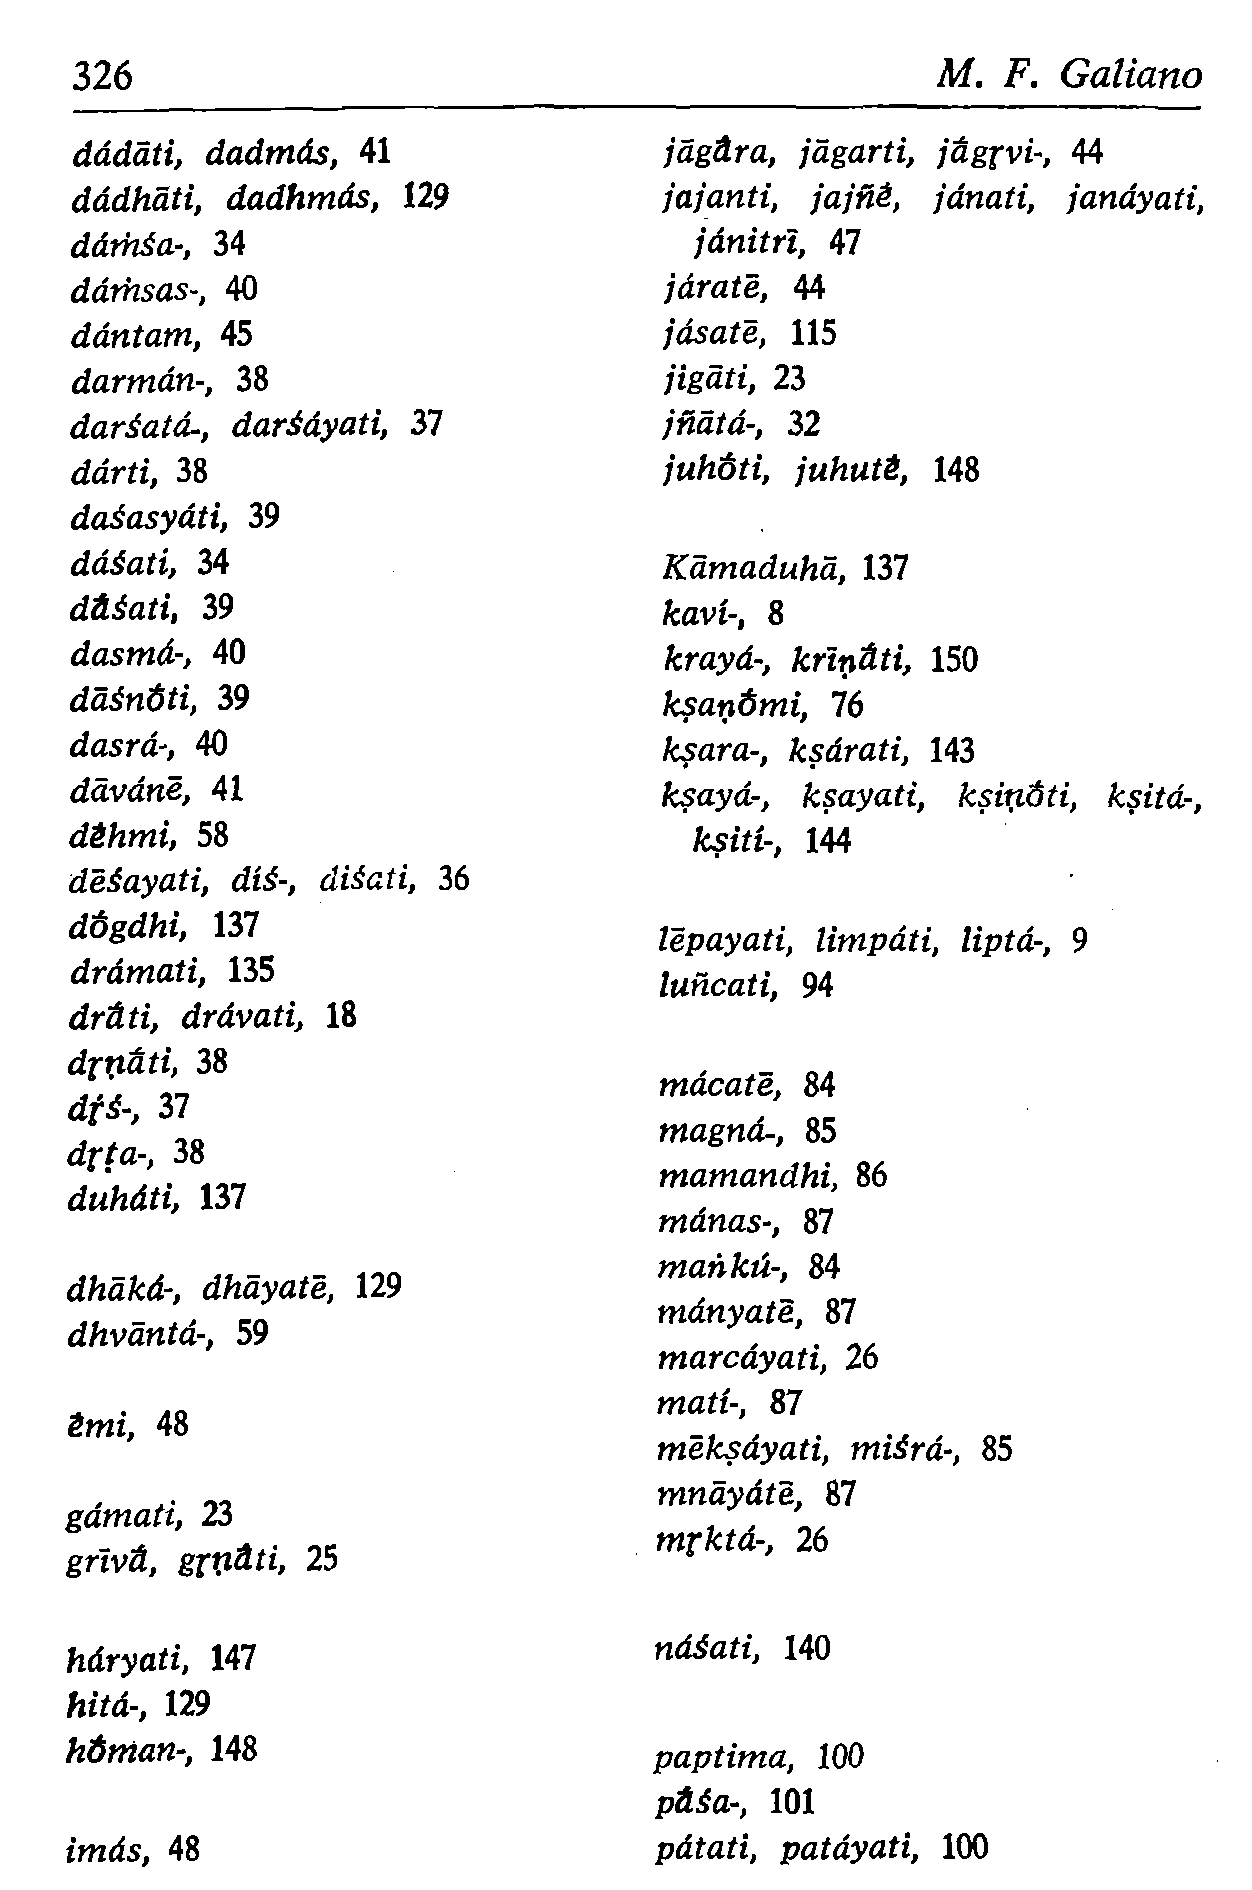 326
M. F. Galiano
dádāti, dadmás, 41
dádhāti, dadhmás, 129
dáṁśa-, 34
dáṁsas-, 40
dántam, 45
darmán-, 38
darśatá-, darśáyati, 37
dárti, 38
daśasyáti, 39
dáśati, 34
dā́śati, 39
dasmá-, 40
dāśnṓti, 39
dasrá-, 40
dāvánē, 41
dḗhmi, 58
dēśayati, díś-, diśati, 36
dṓgdhi, 137
drámati, 135
drā́ti, drávati, 18
dṛṇā́ti, 38
dṛ́ś-, 37
dṛṭa-, 38
duháti, 137
dhāká-, dhāyatē, 129
dhvāntá-, 59
ḗmi, 48
gámati, 23
grīvā́, gṛṇā́ti, 25
háryati, 147
hitá-, 129
hṓman-, 148
imás, 48
jāgā́ra, jāgarti, jā́gṛvi-, 44
jajanti, jajñḗ, jánati, janáyati,
jánitrī, 47
járatē, 44
jásatē, 115
jigāti, 23
jñātá-, 32
juhṓti, juhutḗ, 148
Kāmaduhā, 137
kaví-, 8
krayá-, krīṇā́ti, 150
kṣaṇṓmi, 76
kṣara-, kṣárati, 143
kṣayá-, kṣayati, kṣiṇṓti, kṣitá-,
kṣití-, 144
lēpayati, limpáti, liptá-, 9
luñcati, 94
mácatē, 84
magná-, 85
mamandhi, 86
mánas-, 87
maṅkú-, 84
mányatē, 87
marcáyati, 26
matí-, 87
mēkṣáyati, miśrá-, 85
mnāyátē, 87
mṛktá-, 26
náśati, 140
paptima, 100
pā́śa-, 101
pátati, patáyati, 100